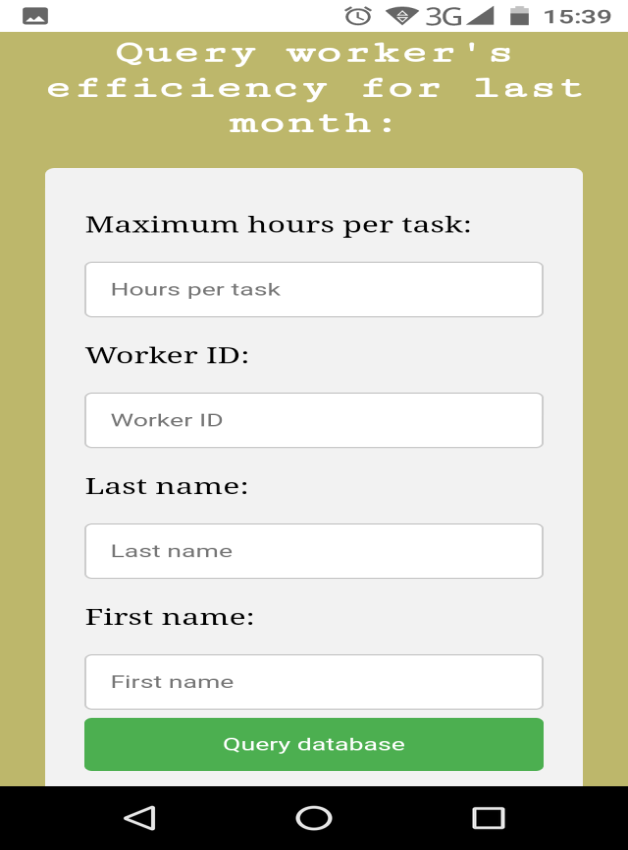 3G 15:39
Query worker's
efficiency for last
month:
Maximum hours per task:
Hours per task
Worker ID:
Worker ID
Last name:
Last name
First name:
First name
Query database